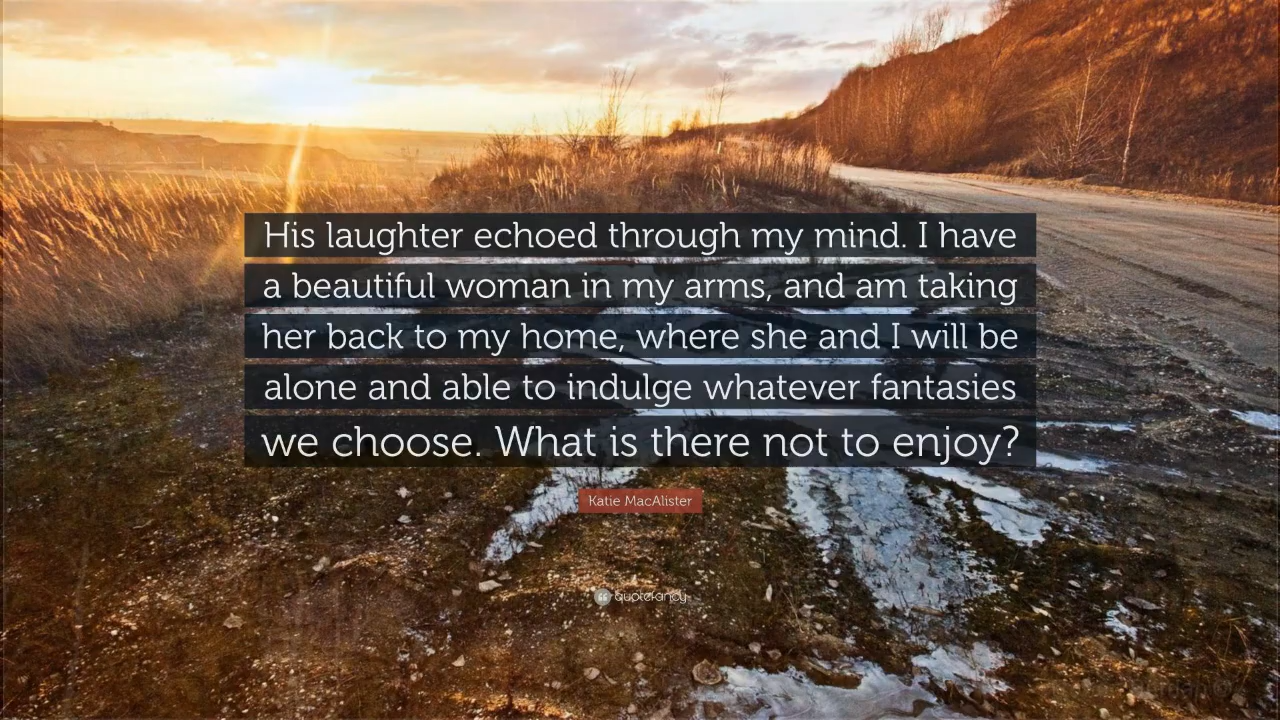 His laughter echoed through my mind. I have
a beautiful woman in my arms, and am taking
her back to my home, where she and I will be
alone and able to indulge whatever fantasies
we choose. What is there not to enjoy?
Katie MacAlister
quotefancy